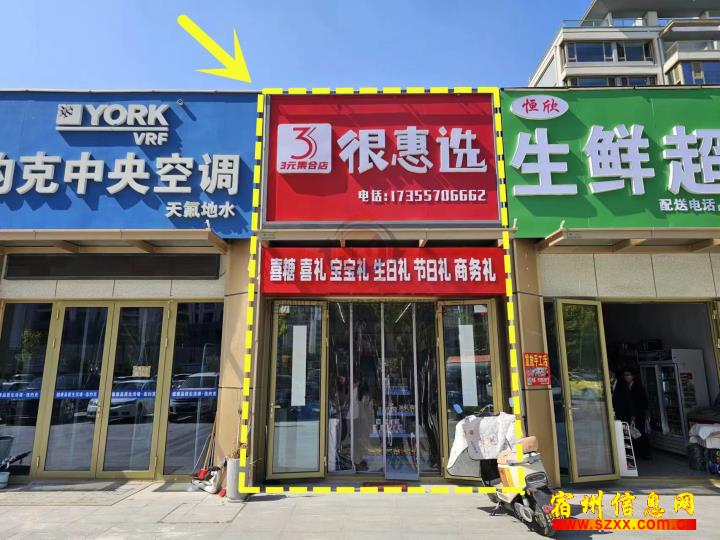 YORK
VRF
约克中央空调
天氟地水
3
3元集合店
很惠选
电话:17355706662
恒欣
生鲜超
配送电话
喜糖 喜礼 宝宝礼 生日礼 节日礼 商务礼
宿州信息网
www.szxx.com.cn